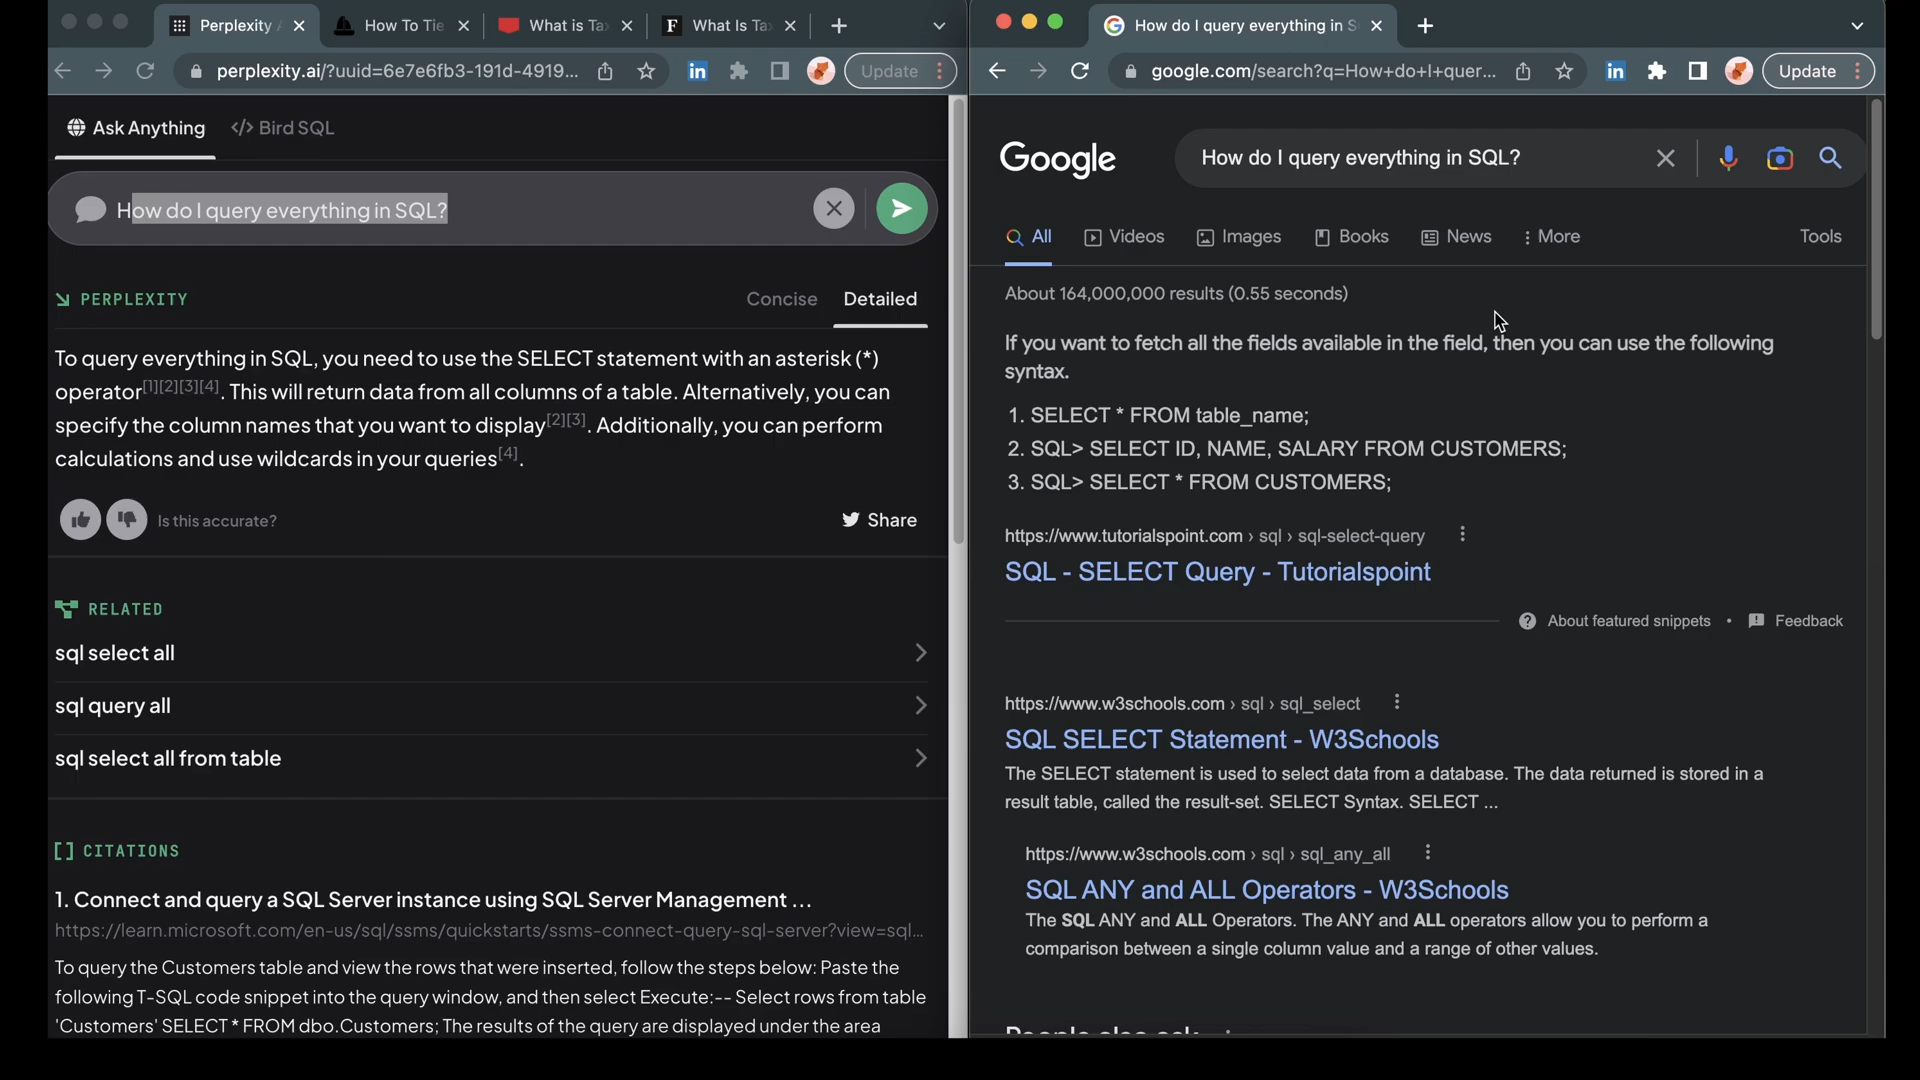 Perplexity
How To Tie
What is Tax
What Is Tax
perplexity.ai/?uuid=6e7e6fb3-191d-4919...
in
Update
Ask Anything
</> Bird SQL
How do I query everything in SQL?
PERPLEXITY
Concise
Detailed
To query everything in SQL, you need to use the SELECT statement with an asterisk (*)
operator[1][2][3][4]. This will return data from all columns of a table. Alternatively, you can
specify the column names that you want to display[2][3]. Additionally, you can perform
calculations and use wildcards in your queries[4].
Is this accurate?
Share
RELATED
sql select all
sql query all
sql select all from table
[] CITATIONS
1. Connect and query a SQL Server instance using SQL Server Management ...
https://learn.microsoft.com/en-us/sql/ssms/quickstarts/ssms-connect-query-sql-server?view=sql...
To query the Customers table and view the rows that were inserted, follow the steps below: Paste the
following T-SQL code snippet into the query window, and then select Execute:-- Select rows from table
'Customers' SELECT * FROM dbo.Customers; The results of the query are displayed under the area
How do I query everything in S
google.com/search?q=How+do+I+quer...
in
Update
Google
How do I query everything in SQL?
All
Videos
Images
Books
News
More
Tools
About 164,000,000 results (0.55 seconds)
If you want to fetch all the fields available in the field, then you can use the following
syntax.
1. SELECT * FROM table_name;
2. SQL> SELECT ID, NAME, SALARY FROM CUSTOMERS;
3. SQL> SELECT * FROM CUSTOMERS;
https://www.tutorialspoint.com › sql › sql-select-query
SQL - SELECT Query - Tutorialspoint
About featured snippets • Feedback
https://www.w3schools.com › sql › sql_select
SQL SELECT Statement - W3Schools
The SELECT statement is used to select data from a database. The data returned is stored in a
result table, called the result-set. SELECT Syntax. SELECT ...
https://www.w3schools.com › sql › sql_any_all
SQL ANY and ALL Operators - W3Schools
The SQL ANY and ALL Operators. The ANY and ALL operators allow you to perform a
comparison between a single column value and a range of other values.
People also ask